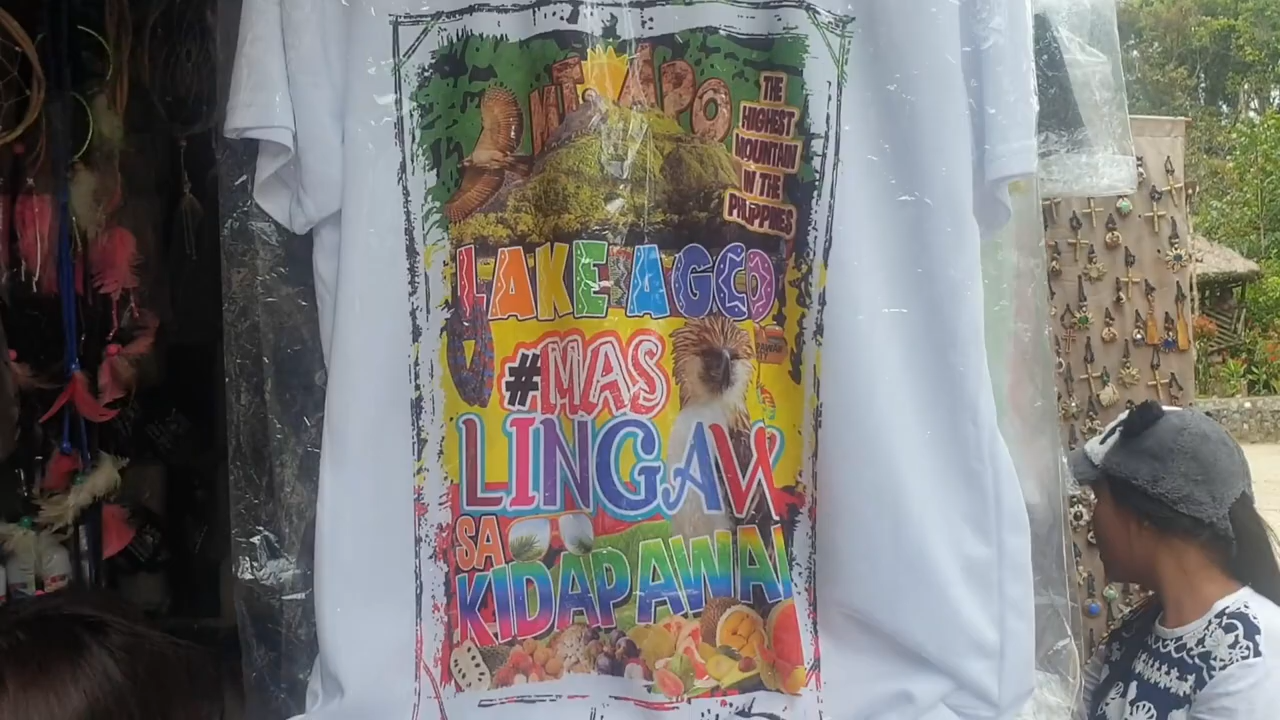 MT. APO
THE
HIGHEST
MOUNTAIN
IN THE
PHILIPPINES
LAKE AGCO
#MAS
LINGAW
SA
KIDAPAWAN